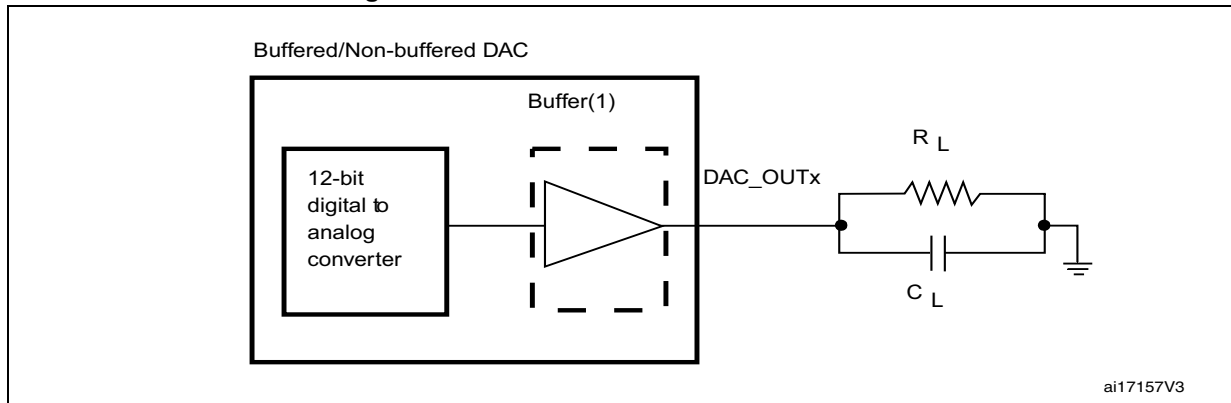 Buffered/Non-buffered DAC
Buffer(1)
12-bit
digital to
analog
converter
DAC_OUTx
R L
C L
ai17157V3